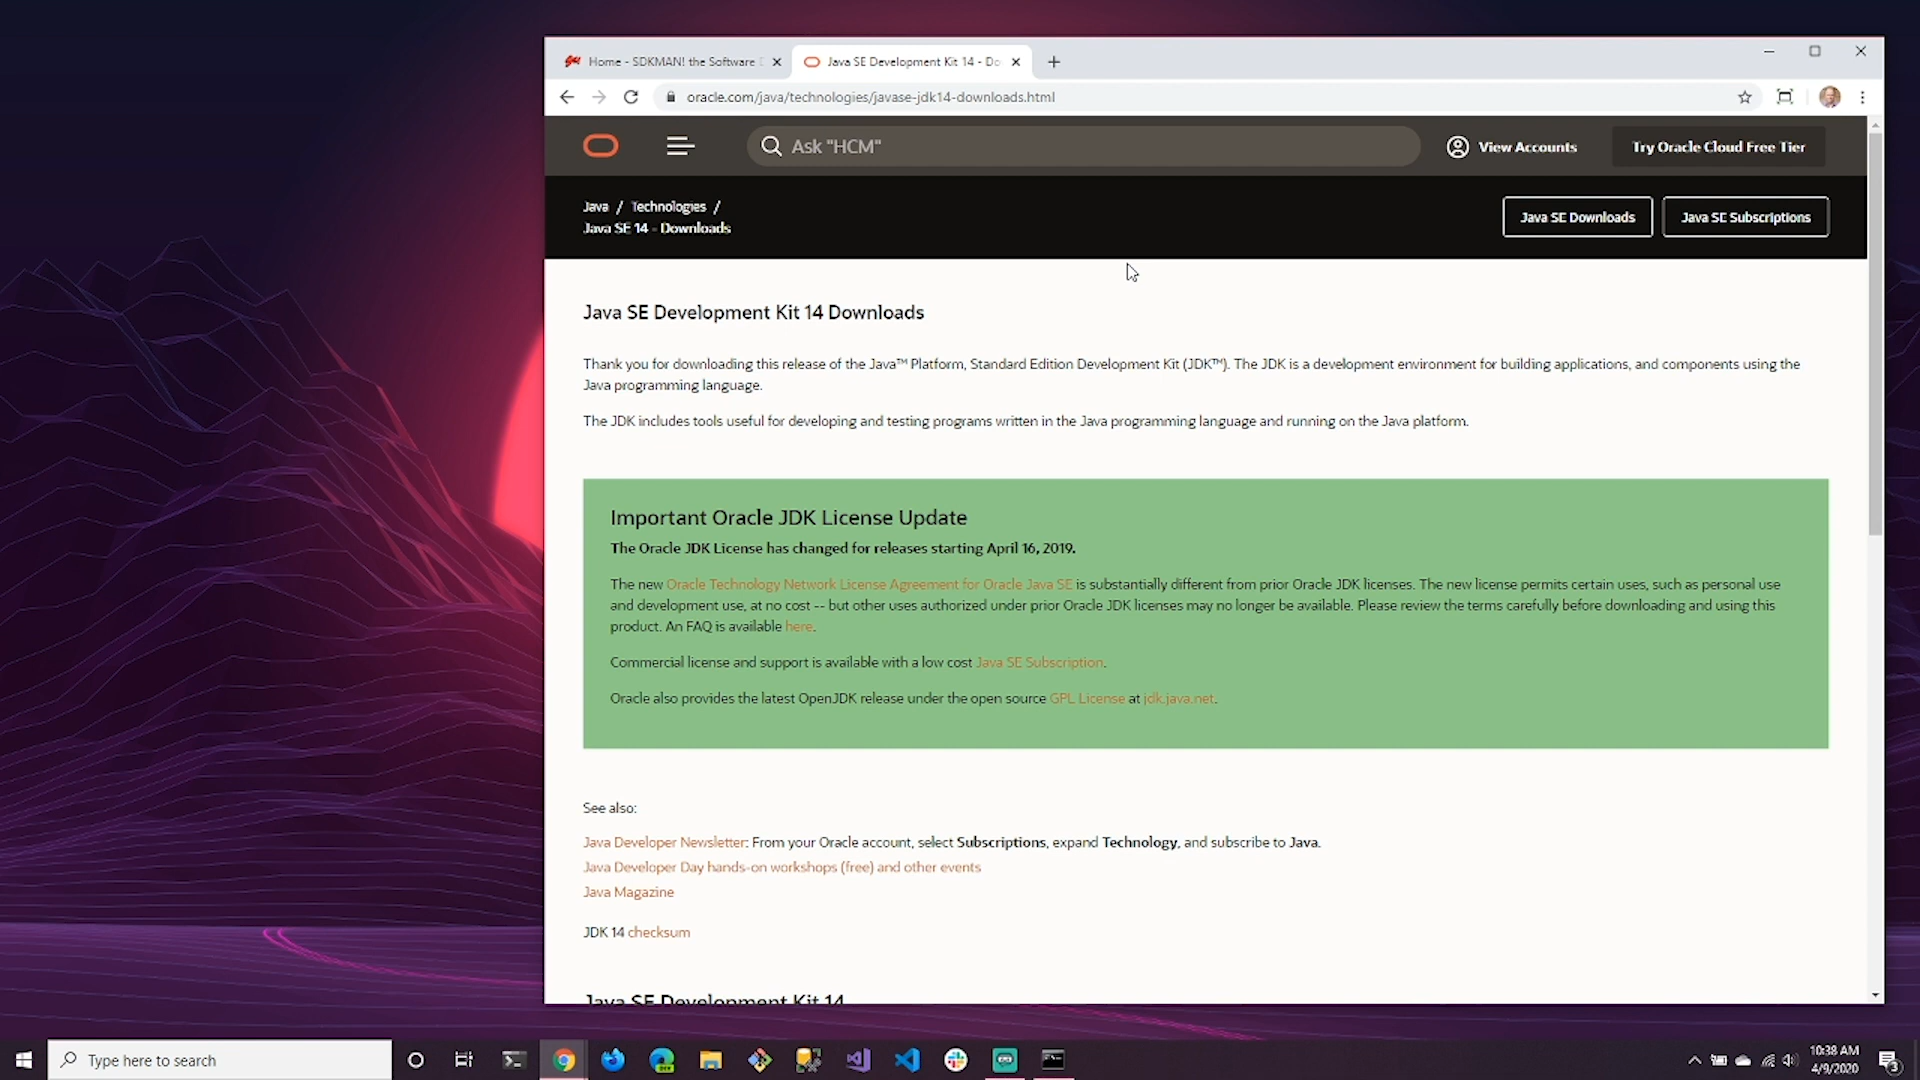 Home - SDKMAN! the Software
Java SE Development Kit 14 - Do
oracle.com/java/technologies/javase-jdk14-downloads.html
Ask "HCM"
View Accounts
Try Oracle Cloud Free Tier
Java / Technologies /
Java SE 14 - Downloads
Java SE Downloads
Java SE Subscriptions
Java SE Development Kit 14 Downloads
Thank you for downloading this release of the Java™ Platform, Standard Edition Development Kit (JDK™). The JDK is a development environment for building applications, and components using the
Java programming language.
The JDK includes tools useful for developing and testing programs written in the Java programming language and running on the Java platform.
Important Oracle JDK License Update
The Oracle JDK License has changed for releases starting April 16, 2019.
The new Oracle Technology Network License Agreement for Oracle Java SE is substantially different from prior Oracle JDK licenses. The new license permits certain uses, such as personal use
and development use, at no cost -- but other uses authorized under prior Oracle JDK licenses may no longer be available. Please review the terms carefully before downloading and using this
product. An FAQ is available here.
Commercial license and support is available with a low cost Java SE Subscription.
Oracle also provides the latest OpenJDK release under the open source GPL License at jdk.java.net.
See also:
Java Developer Newsletter: From your Oracle account, select Subscriptions, expand Technology, and subscribe to Java.
Java Developer Day hands-on workshops (free) and other events
Java Magazine
JDK 14 checksum
Java SE Development Kit 14
Type here to search
DEV
10:38 AM
4/9/2020
3